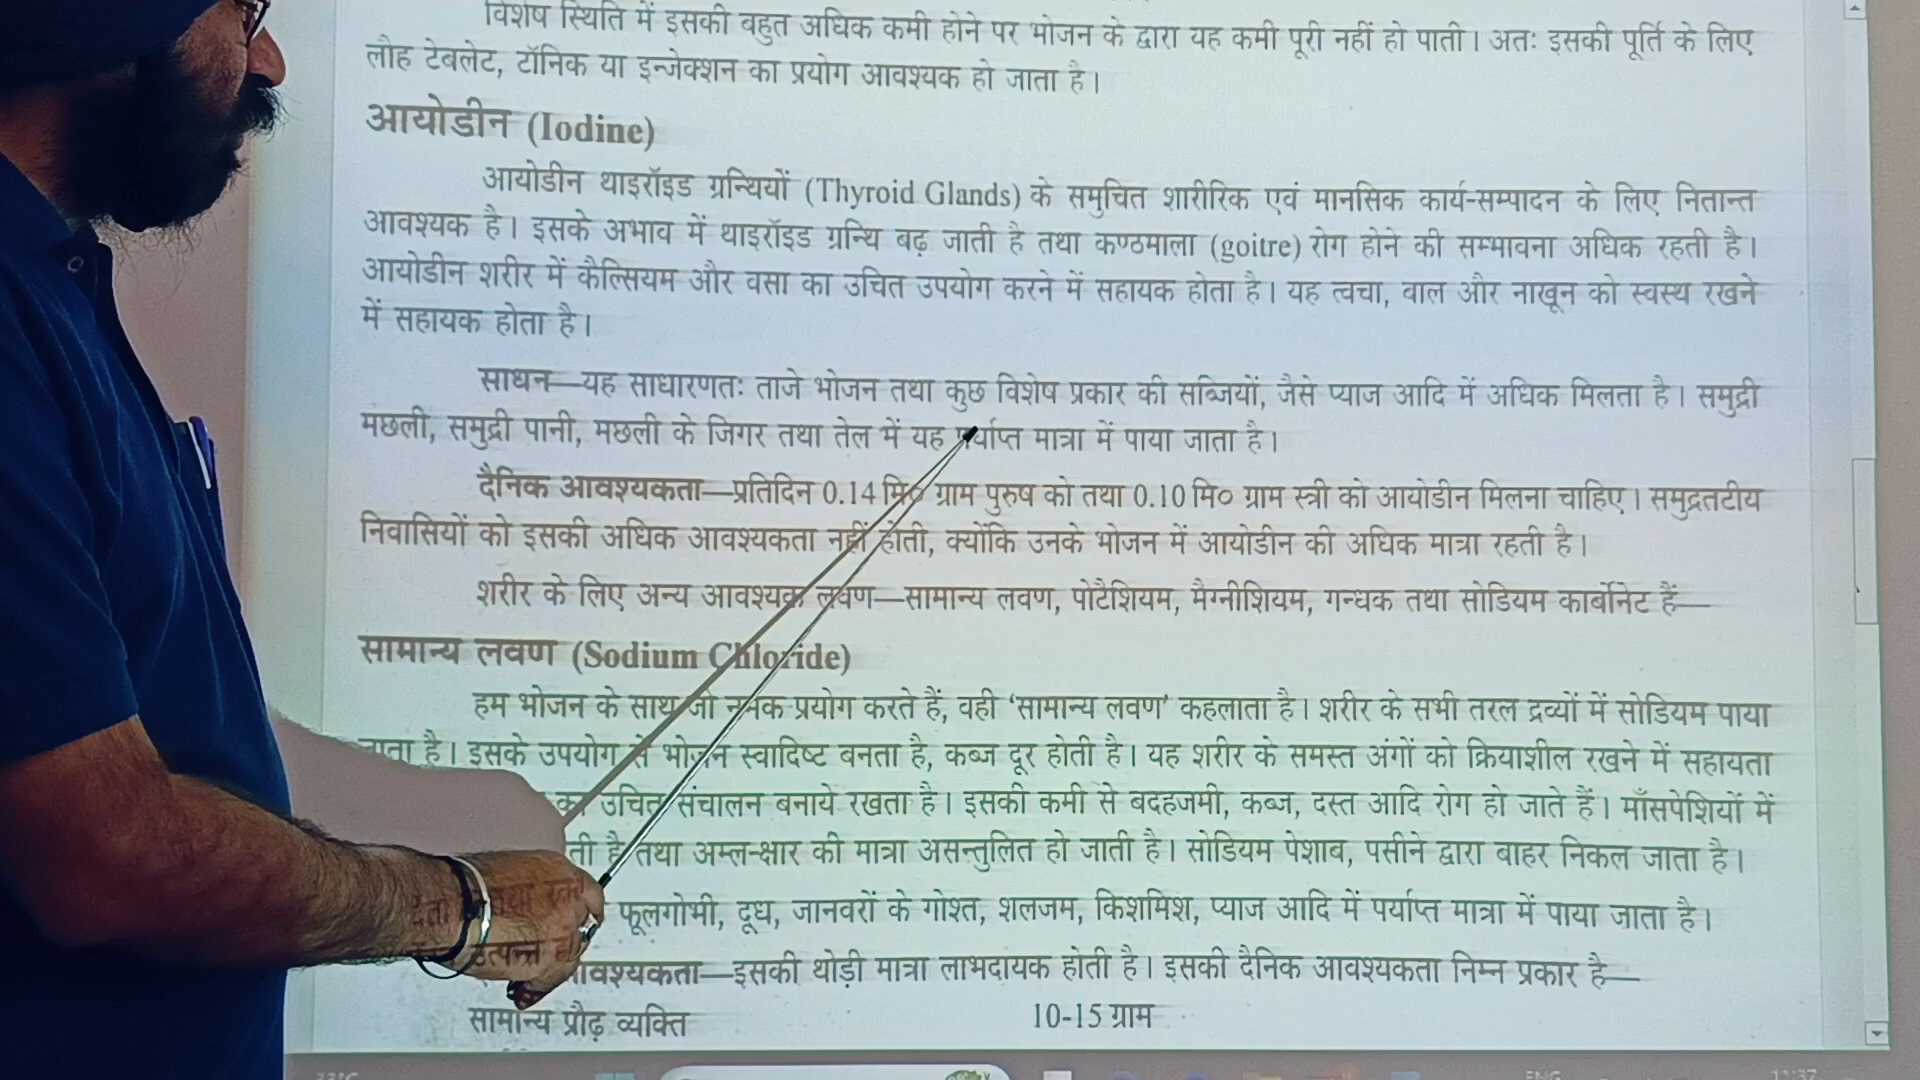 विशेष स्थिति में इसकी बहुत अधिक कमी होने पर भोजन के द्वारा यह कमी पूरी नहीं हो पाती। अतः इसकी पूर्ति के लिए
लौह टेबलेट, टॉनिक या इन्जेक्शन का प्रयोग आवश्यक हो जाता है।
आयोडीन (Iodine)
आयोडीन थाइरॉइड ग्रन्थियों (Thyroid Glands) के समुचित शारीरिक एवं मानसिक कार्य-सम्पादन के लिए नितान्त
आवश्यक है। इसके अभाव में थाइरॉइड ग्रन्थि बढ़ जाती है तथा कण्ठमाला (goitre) रोग होने की सम्भावना अधिक रहती है।
आयोडीन शरीर में कैल्सियम और वसा का उचित उपयोग करने में सहायक होता है। यह त्वचा, बाल और नाखून को स्वस्थ रखने
में सहायक होता है।
साधन—यह साधारणतः ताजे भोजन तथा कुछ विशेष प्रकार की सब्जियों, जैसे प्याज आदि में अधिक मिलता है। समुद्री
मछली, समुद्री पानी, मछली के जिगर तथा तेल में यह पर्याप्त मात्रा में पाया जाता है।
दैनिक आवश्यकता—प्रतिदिन 0.14 मि० ग्राम पुरुष को तथा 0.10 मि० ग्राम स्त्री को आयोडीन मिलना चाहिए। समुद्रतटीय
निवासियों को इसकी अधिक आवश्यकता नहीं होती, क्योंकि उनके भोजन में आयोडीन की अधिक मात्रा रहती है।
शरीर के लिए अन्य आवश्यक लवण—सामान्य लवण, पोटैशियम, मैग्नीशियम, गन्धक तथा सोडियम कार्बोनेट हैं—
सामान्य लवण (Sodium Chloride)
हम भोजन के साथ जो नमक प्रयोग करते हैं, वही ‘सामान्य लवण’ कहलाता है। शरीर के सभी तरल द्रव्यों में सोडियम पाया
जाता है। इसके उपयोग से भोजन स्वादिष्ट बनता है, कब्ज दूर होती है। यह शरीर के समस्त अंगों को क्रियाशील रखने में सहायता
देता तथा रक्त का उचित संचालन बनाये रखता है। इसकी कमी से बदहजमी, कब्ज, दस्त आदि रोग हो जाते हैं। माँसपेशियों में
उत्पन्न तथा अम्ल-क्षार की मात्रा असन्तुलित हो जाती है। सोडियम पेशाब, पसीने द्वारा बाहर निकल जाता है।
फूलगोभी, दूध, जानवरों के गोश्त, शलजम, किशमिश, प्याज आदि में पर्याप्त मात्रा में पाया जाता है।
आवश्यकता—इसकी थोड़ी मात्रा लाभदायक होती है। इसकी दैनिक आवश्यकता निम्न प्रकार है—
सामान्य प्रौढ़ व्यक्ति 10-15 ग्राम